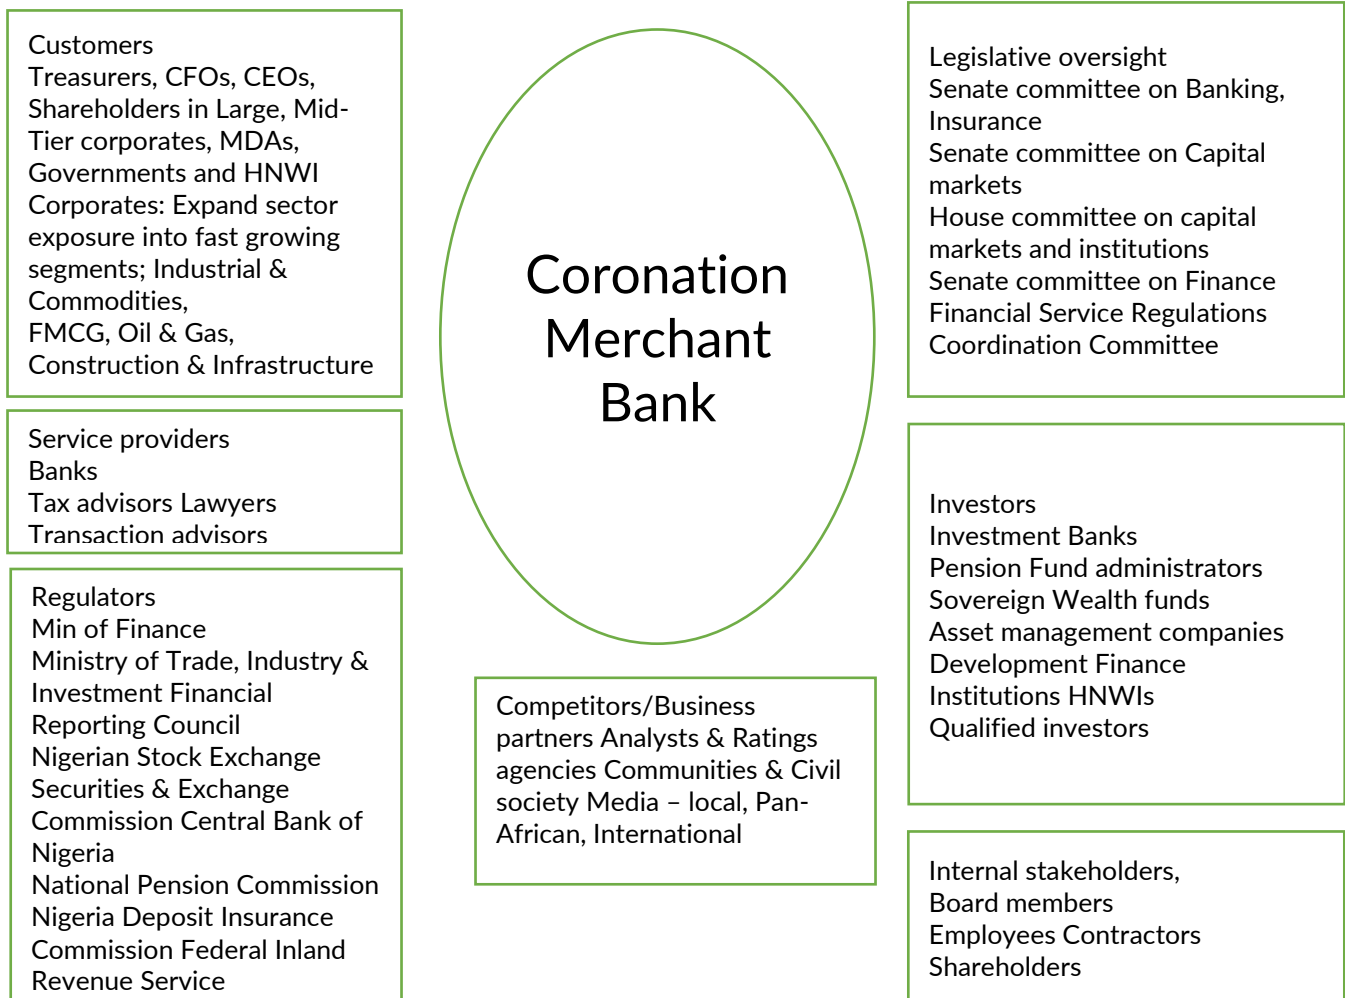 Customers
Treasurers, CFOs, CEOs,
Shareholders in Large, Mid-
Tier corporates, MDAs,
Governments and HNWI
Corporates: Expand sector
exposure into fast growing
segments; Industrial &
Commodities,
FMCG, Oil & Gas,
Construction & Infrastructure
Service providers
Banks
Tax advisors Lawyers
Transaction advisors
Regulators
Min of Finance
Ministry of Trade, Industry &
Investment Financial
Reporting Council
Nigerian Stock Exchange
Securities & Exchange
Commission Central Bank of
Nigeria
National Pension Commission
Nigeria Deposit Insurance
Commission Federal Inland
Revenue Service
Coronation
Merchant
Bank
Competitors/Business
partners Analysts & Ratings
agencies Communities & Civil
society Media – local, Pan-
African, International
Legislative oversight
Senate committee on Banking,
Insurance
Senate committee on Capital
markets
House committee on capital
markets and institutions
Senate committee on Finance
Financial Service Regulations
Coordination Committee
Investors
Investment Banks
Pension Fund administrators
Sovereign Wealth funds
Asset management companies
Development Finance
Institutions HNWIs
Qualified investors
Internal stakeholders,
Board members
Employees Contractors
Shareholders